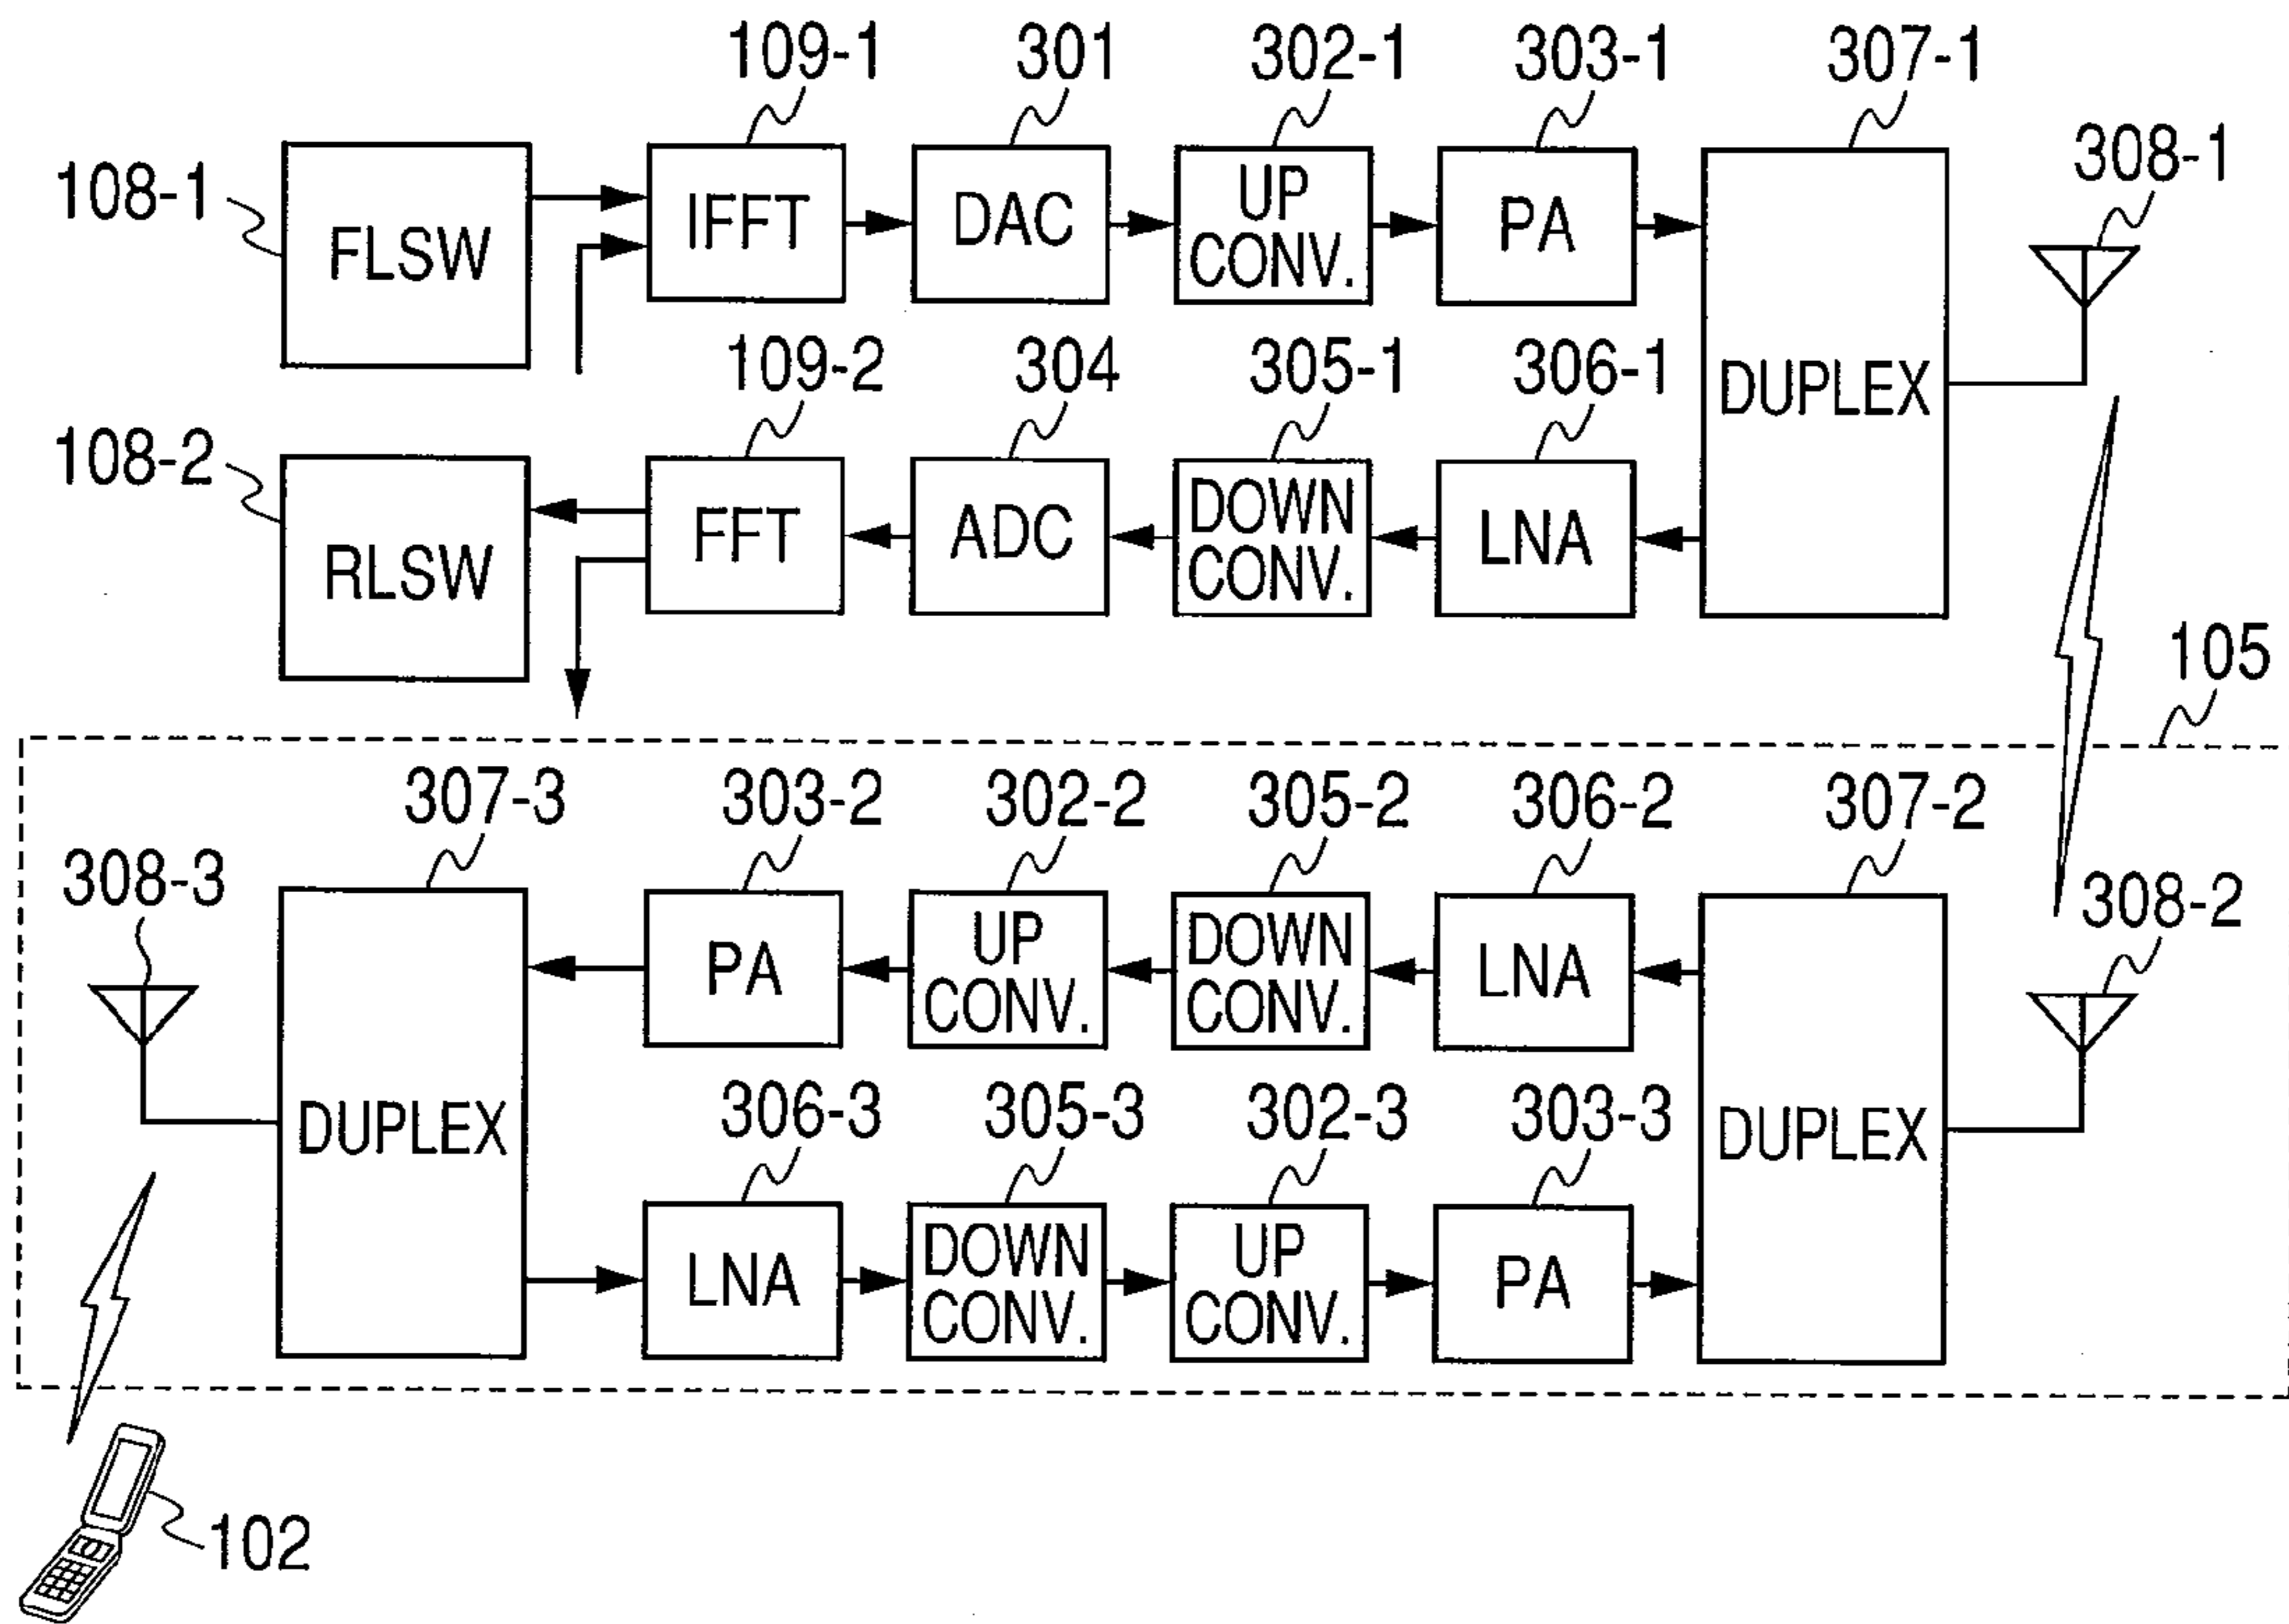 109-1 301 302-1 303-1 307-1
108-1 308-1
FLSW IFFT DAC UP CONV. PA DUPLEX
109-2 304 305-1 306-1
108-2
RLSW FFT ADC DOWN CONV. LNA
105
307-3 303-2 302-2 305-2 306-2 307-2
308-3 308-2
DUPLEX PA UP CONV. DOWN CONV. LNA DUPLEX
306-3 305-3 302-3 303-3
LNA DOWN CONV. UP CONV. PA
102